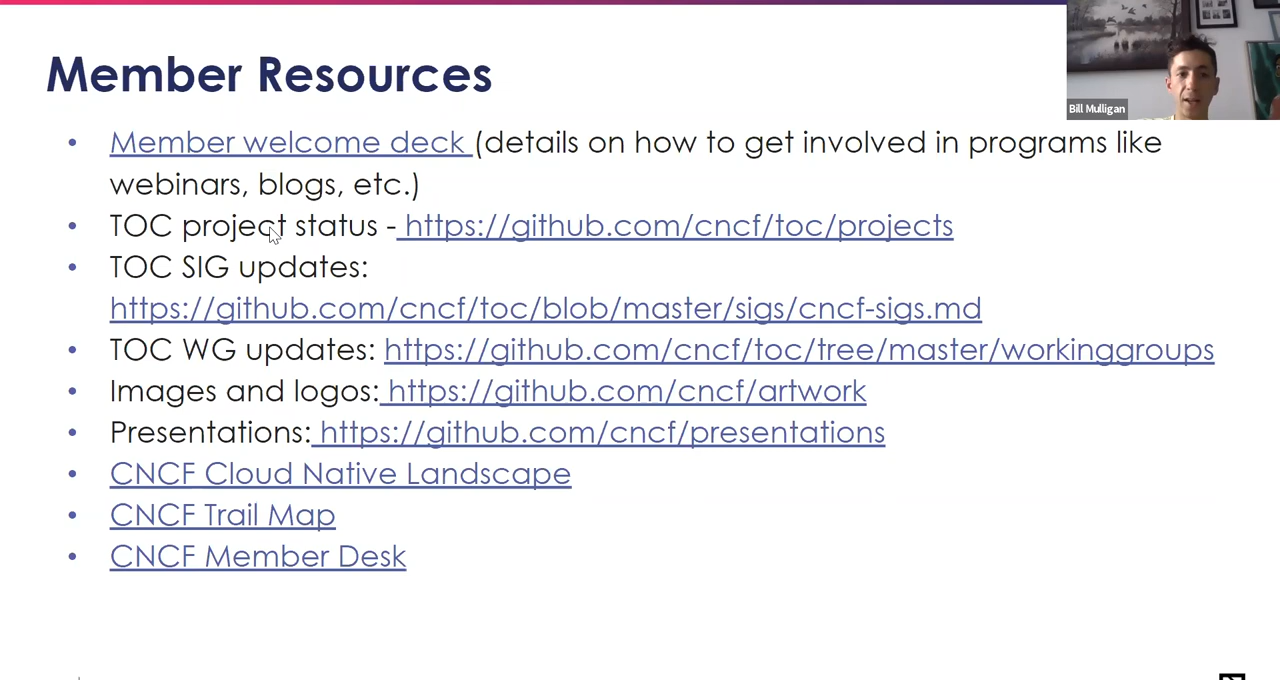 Member Resources
Bill Mulligan
• Member welcome deck (details on how to get involved in programs like
webinars, blogs, etc.)
• TOC project status - https://github.com/cncf/toc/projects
• TOC SIG updates:
https://github.com/cncf/toc/blob/master/sigs/cncf-sigs.md
• TOC WG updates: https://github.com/cncf/toc/tree/master/workinggroups
• Images and logos: https://github.com/cncf/artwork
• Presentations: https://github.com/cncf/presentations
• CNCF Cloud Native Landscape
• CNCF Trail Map
• CNCF Member Desk